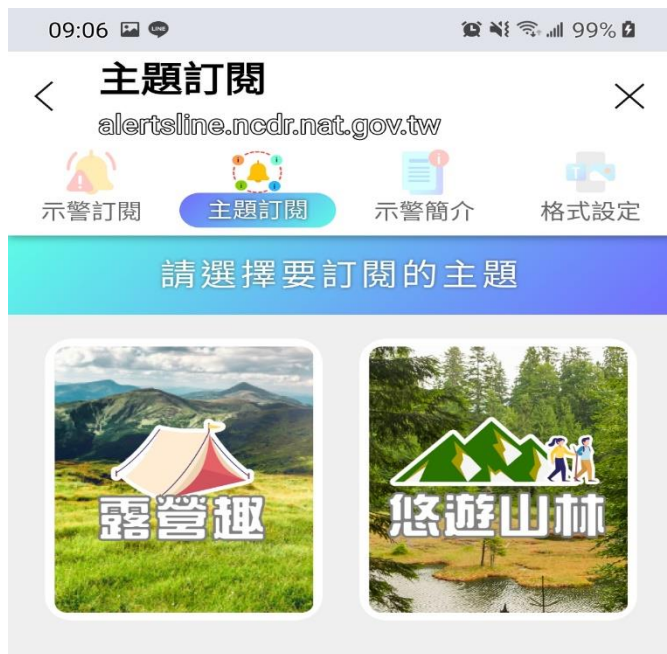 09:06 LINE 99%
主題訂閱
alertsline.ncdr.nat.gov.tw
示警訂閱 主題訂閱 示警簡介 格式設定
請選擇要訂閱的主題
露營趣 悠遊山林